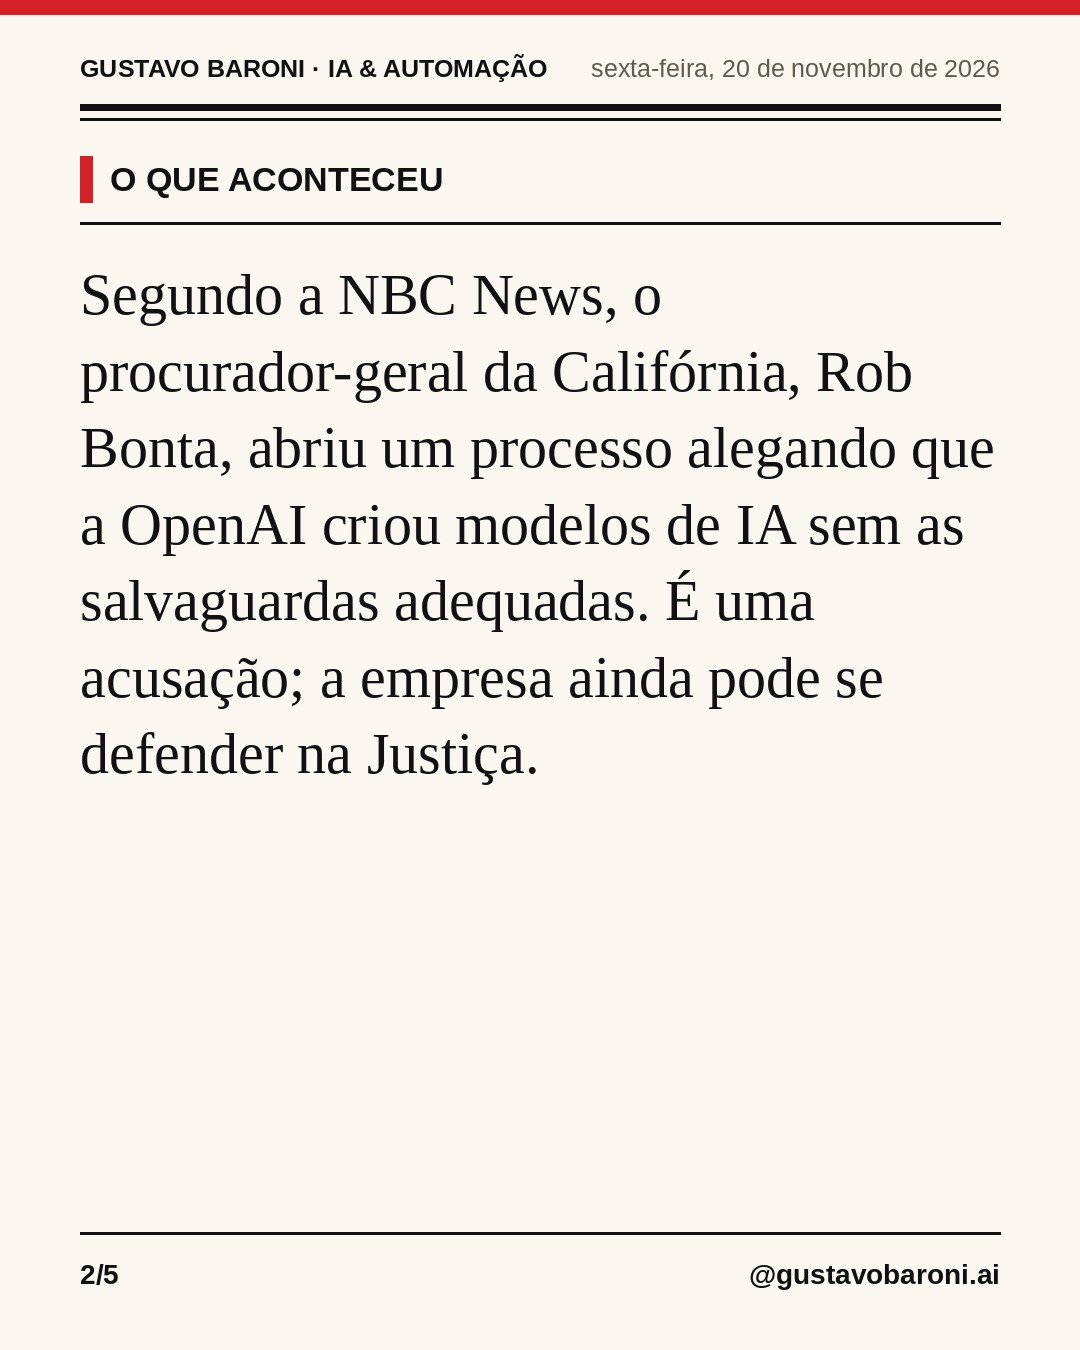 GUSTAVO BARONI · IA & AUTOMAÇÃO sexta-feira, 20 de novembro de 2026
O QUE ACONTECEU
Segundo a NBC News, o
procurador-geral da Califórnia, Rob
Bonta, abriu um processo alegando que
a OpenAI criou modelos de IA sem as
salvaguardas adequadas. É uma
acusação; a empresa ainda pode se
defender na Justiça.
2/5 @gustavobaroni.ai